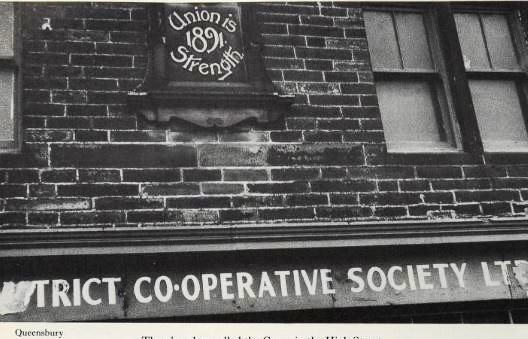 Union is
1891
Strength
TRICT CO·OPERATIVE SOCIETY LTD
Queensbury